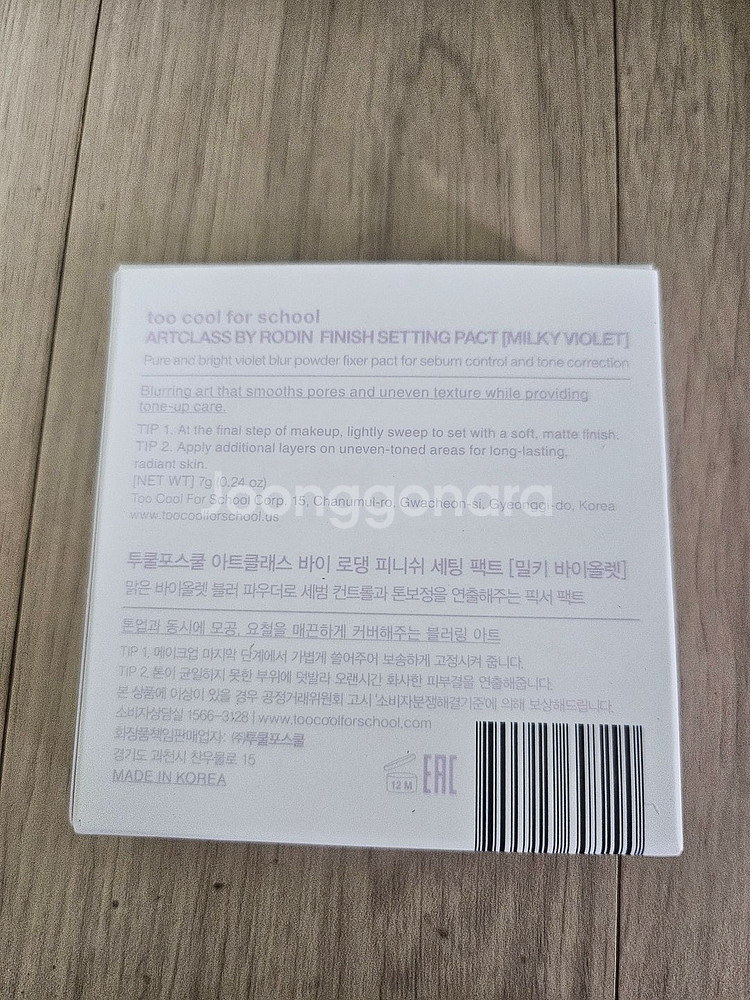 too cool for school
ARTCLASS BY RODIN FINISH SETTING PACT [MILKY VIOLET]
Pure and bright violet blur powder fixer pact for sebum control and tone correction
Blurring art that smooths pores and uneven texture while providing
tone-up care.
TIP 1. At the final step of makeup, lightly sweep to set with a soft, matte finish.
TIP 2. Apply additional layers on uneven-toned areas for long-lasting,
radiant skin.
[NET WT] 7g (0.24 oz)
Joonggonara
Too Cool For School Corp. 15, Chanumul-ro, Gwacheon-si, Gyeonggi-do, Korea
www.toocoolforschool.us
투쿨포스쿨 아트클래스 바이 로댕 피니쉬 세팅 팩트 [밀키 바이올렛]
맑은 바이올렛 블러 파우더로 세범 컨트롤과 톤보정을 연출해주는 픽서 팩트
톤업과 동시에 모공, 요철을 매끈하게 커버해주는 블러링 아트
TIP 1. 메이크업 마지막 단계에서 가볍게 쓸어주어 보송하게 고정시켜 줍니다.
TIP 2. 톤이 균일하지 못한 부위에 덧발라 오랜시간 화사한 피부결을 연출해줍니다.
본 상품에 이상이 있을 경우 공정거래위원회 고시 '소비자분쟁해결기준'에 의해 보상해드립니다.
소비자상담실 1566-3128 | www.toocoolforschool.com
화장품책임판매업자: ㈜투쿨포스쿨
경기도 과천시 찬우물로 15
MADE IN KOREA
12 M
EAC